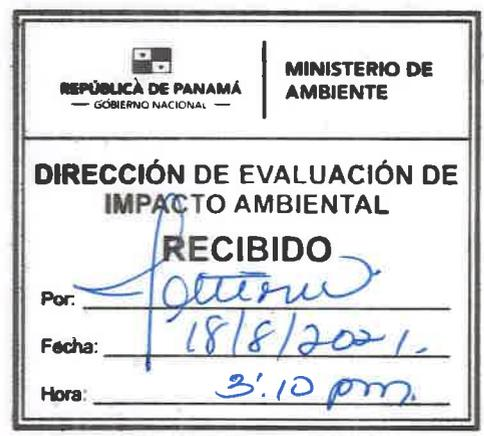 REPÚBLICA DE PANAMÁ
— GOBIERNO NACIONAL —
MINISTERIO DE
AMBIENTE
DIRECCIÓN DE EVALUACIÓN DE
IMPACTO AMBIENTAL
RECIBIDO
Por:
Fecha: 18/8/2021.
Hora: 3:10 pm.